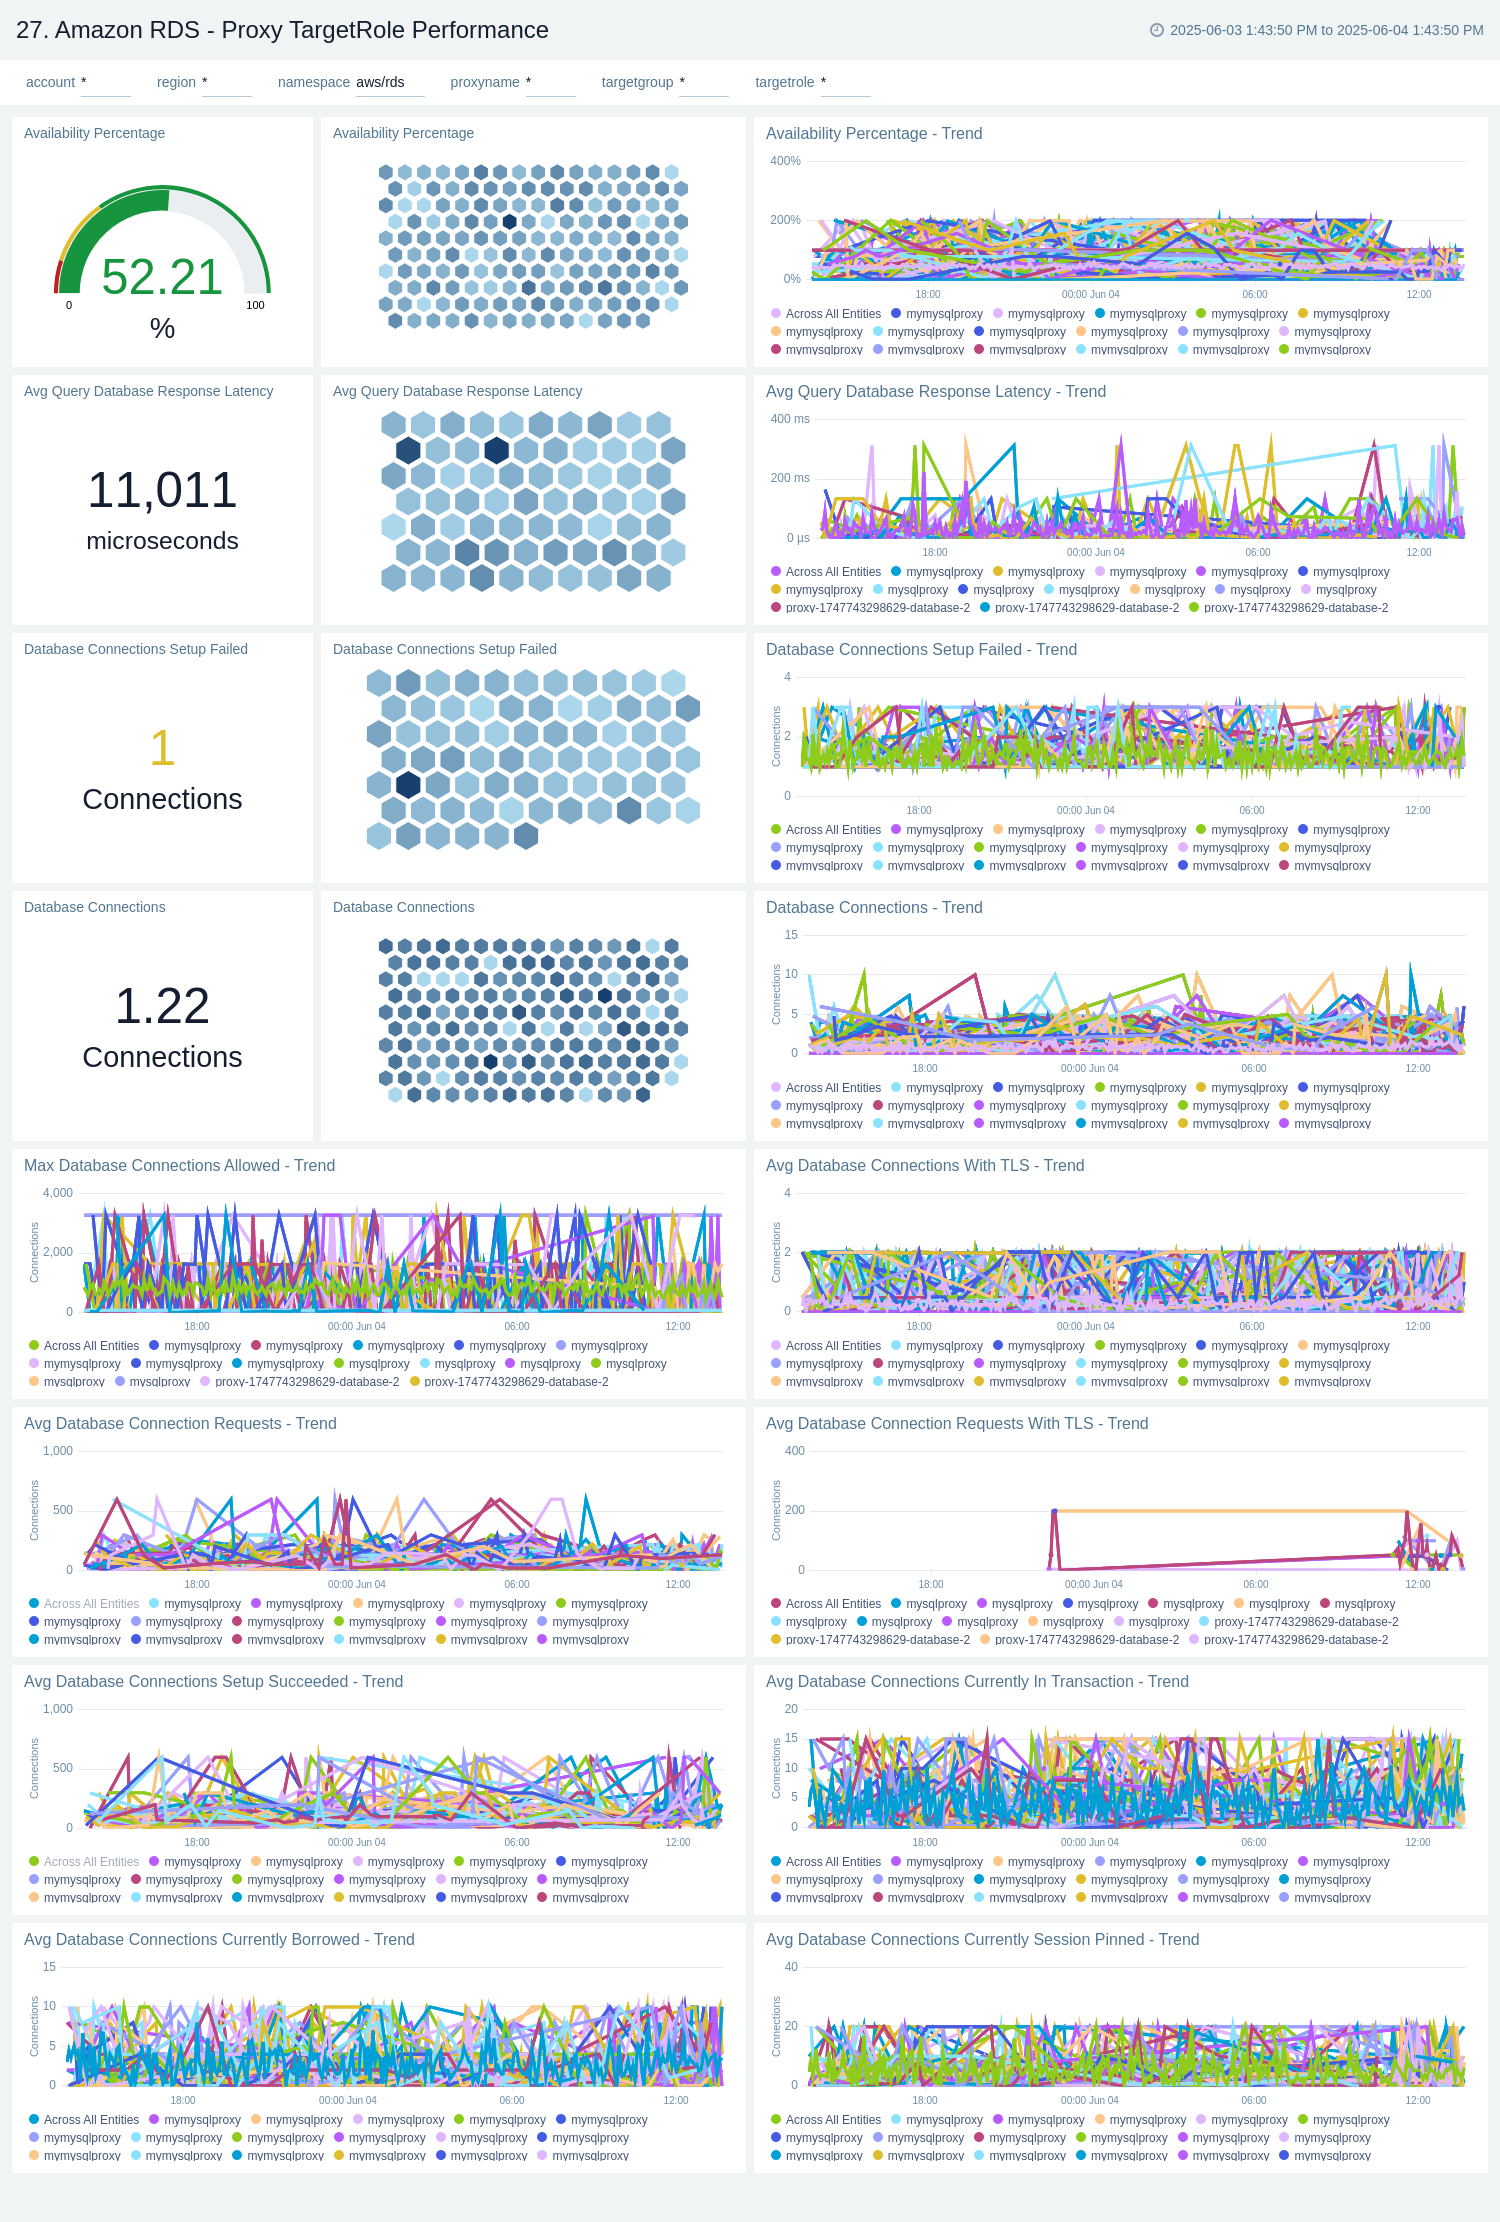 27. Amazon RDS - Proxy TargetRole Performance
2025-06-03 1:43:50 PM to 2025-06-04 1:43:50 PM
account * region * namespace aws/rds proxyname * targetgroup * targetrole *
Availability Percentage
52.21
0 100
%
Availability Percentage
Availability Percentage - Trend
400%
200%
0%
18:00 00:00 Jun 04 06:00 12:00
Across All Entities mymysqlproxy mymysqlproxy mymysqlproxy mymysqlproxy mymysqlproxy
mymysqlproxy mymysqlproxy mymysqlproxy mymysqlproxy mymysqlproxy mymysqlproxy
mymysqlproxy mymysqlproxy mymysqlproxy mymysqlproxy mymysqlproxy mymysqlproxy
Avg Query Database Response Latency
11,011
microseconds
Avg Query Database Response Latency
Avg Query Database Response Latency - Trend
400 ms
200 ms
0 µs
18:00 00:00 Jun 04 06:00 12:00
Across All Entities mymysqlproxy mymysqlproxy mymysqlproxy mymysqlproxy mymysqlproxy
mymysqlproxy mysqlproxy mysqlproxy mysqlproxy mysqlproxy mysqlproxy mysqlproxy
proxy-1747743298629-database-2 proxy-1747743298629-database-2 proxy-1747743298629-database-2
Database Connections Setup Failed
1
Connections
Database Connections Setup Failed
Database Connections Setup Failed - Trend
Connections
4
2
0
18:00 00:00 Jun 04 06:00 12:00
Across All Entities mymysqlproxy mymysqlproxy mymysqlproxy mymysqlproxy mymysqlproxy
mymysqlproxy mymysqlproxy mymysqlproxy mymysqlproxy mymysqlproxy mymysqlproxy
mymysqlproxy mymysqlproxy mymysqlproxy mymysqlproxy mymysqlproxy mymysqlproxy
Database Connections
1.22
Connections
Database Connections
Database Connections - Trend
Connections
15
10
5
0
18:00 00:00 Jun 04 06:00 12:00
Across All Entities mymysqlproxy mymysqlproxy mymysqlproxy mymysqlproxy mymysqlproxy
mymysqlproxy mymysqlproxy mymysqlproxy mymysqlproxy mymysqlproxy mymysqlproxy
mymysqlproxy mymysqlproxy mymysqlproxy mymysqlproxy mymysqlproxy mymysqlproxy
Max Database Connections Allowed - Trend
Connections
4,000
2,000
0
18:00 00:00 Jun 04 06:00 12:00
Across All Entities mymysqlproxy mymysqlproxy mymysqlproxy mymysqlproxy mymysqlproxy
mymysqlproxy mymysqlproxy mymysqlproxy mysqlproxy mysqlproxy mysqlproxy mysqlproxy
mysqlproxy mysqlproxy proxy-1747743298629-database-2 proxy-1747743298629-database-2
Avg Database Connections With TLS - Trend
Connections
4
2
0
18:00 00:00 Jun 04 06:00 12:00
Across All Entities mymysqlproxy mymysqlproxy mymysqlproxy mymysqlproxy mymysqlproxy
mymysqlproxy mymysqlproxy mymysqlproxy mymysqlproxy mymysqlproxy mymysqlproxy
mymysqlproxy mymysqlproxy mymysqlproxy mymysqlproxy mymysqlproxy mymysqlproxy
Avg Database Connection Requests - Trend
Connections
1,000
500
0
18:00 00:00 Jun 04 06:00 12:00
Across All Entities mymysqlproxy mymysqlproxy mymysqlproxy mymysqlproxy mymysqlproxy
mymysqlproxy mymysqlproxy mymysqlproxy mymysqlproxy mymysqlproxy mymysqlproxy
mymysqlproxy mymysqlproxy mymysqlproxy mymysqlproxy mymysqlproxy mymysqlproxy
Avg Database Connection Requests With TLS - Trend
Connections
400
200
0
18:00 00:00 Jun 04 06:00 12:00
Across All Entities mysqlproxy mysqlproxy mysqlproxy mysqlproxy mysqlproxy mysqlproxy
mysqlproxy mysqlproxy mysqlproxy mysqlproxy mysqlproxy proxy-1747743298629-database-2
proxy-1747743298629-database-2 proxy-1747743298629-database-2 proxy-1747743298629-database-2
Avg Database Connections Setup Succeeded - Trend
Connections
1,000
500
0
18:00 00:00 Jun 04 06:00 12:00
Across All Entities mymysqlproxy mymysqlproxy mymysqlproxy mymysqlproxy mymysqlproxy
mymysqlproxy mymysqlproxy mymysqlproxy mymysqlproxy mymysqlproxy mymysqlproxy
mymysqlproxy mymysqlproxy mymysqlproxy mymysqlproxy mymysqlproxy mymysqlproxy
Avg Database Connections Currently In Transaction - Trend
Connections
20
15
10
5
0
18:00 00:00 Jun 04 06:00 12:00
Across All Entities mymysqlproxy mymysqlproxy mymysqlproxy mymysqlproxy mymysqlproxy
mymysqlproxy mymysqlproxy mymysqlproxy mymysqlproxy mymysqlproxy mymysqlproxy
mymysqlproxy mymysqlproxy mymysqlproxy mymysqlproxy mymysqlproxy mymysqlproxy
Avg Database Connections Currently Borrowed - Trend
Connections
15
10
5
0
18:00 00:00 Jun 04 06:00 12:00
Across All Entities mymysqlproxy mymysqlproxy mymysqlproxy mymysqlproxy mymysqlproxy
mymysqlproxy mymysqlproxy mymysqlproxy mymysqlproxy mymysqlproxy mymysqlproxy
mymysqlproxy mymysqlproxy mymysqlproxy mymysqlproxy mymysqlproxy mymysqlproxy
Avg Database Connections Currently Session Pinned - Trend
Connections
40
20
0
18:00 00:00 Jun 04 06:00 12:00
Across All Entities mymysqlproxy mymysqlproxy mymysqlproxy mymysqlproxy mymysqlproxy
mymysqlproxy mymysqlproxy mymysqlproxy mymysqlproxy mymysqlproxy mymysqlproxy
mymysqlproxy mymysqlproxy mymysqlproxy mymysqlproxy mymysqlproxy mymysqlproxy